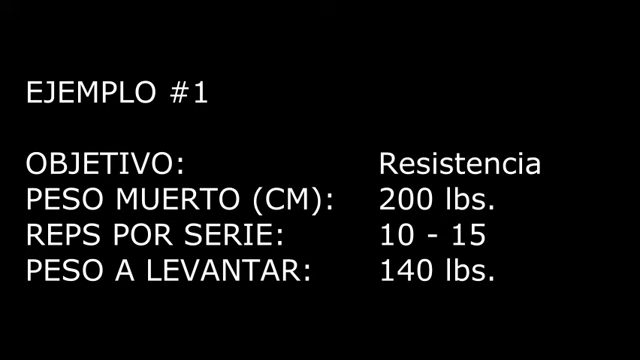 EJEMPLO #1
OBJETIVO: Resistencia
PESO MUERTO (CM): 200 lbs.
REPS POR SERIE: 10 - 15
PESO A LEVANTAR: 140 lbs.